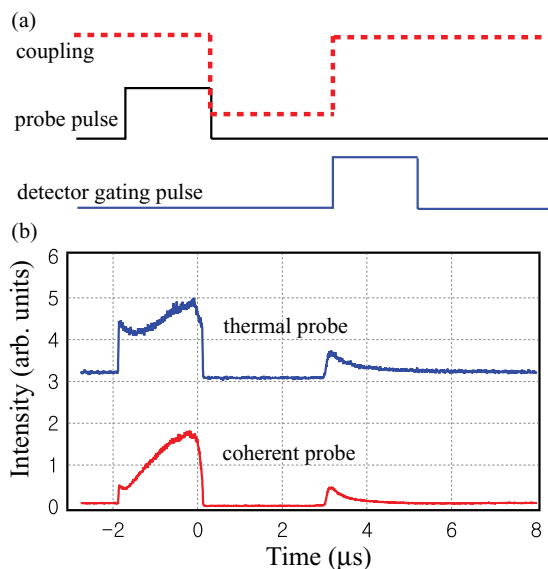 (a)
coupling
probe pulse
detector gating pulse
(b)
6
5
4
3
2
1
0
Intensity (arb. units)
thermal probe
coherent probe
−2 0 2 4 6 8
Time (μs)